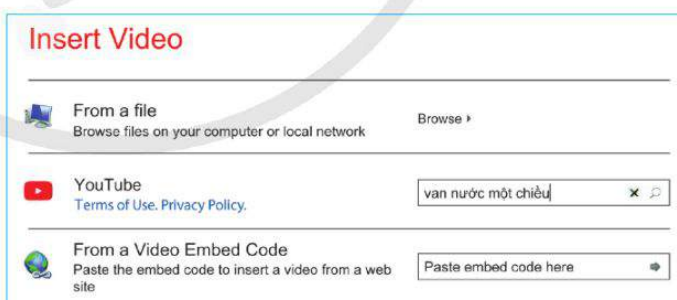 Insert Video
From a file
Browse files on your computer or local network
Browse
YouTube
Terms of Use. Privacy Policy.
van nước một chiều
From a Video Embed Code
Paste the embed code to insert a video from a web
site
Paste embed code here